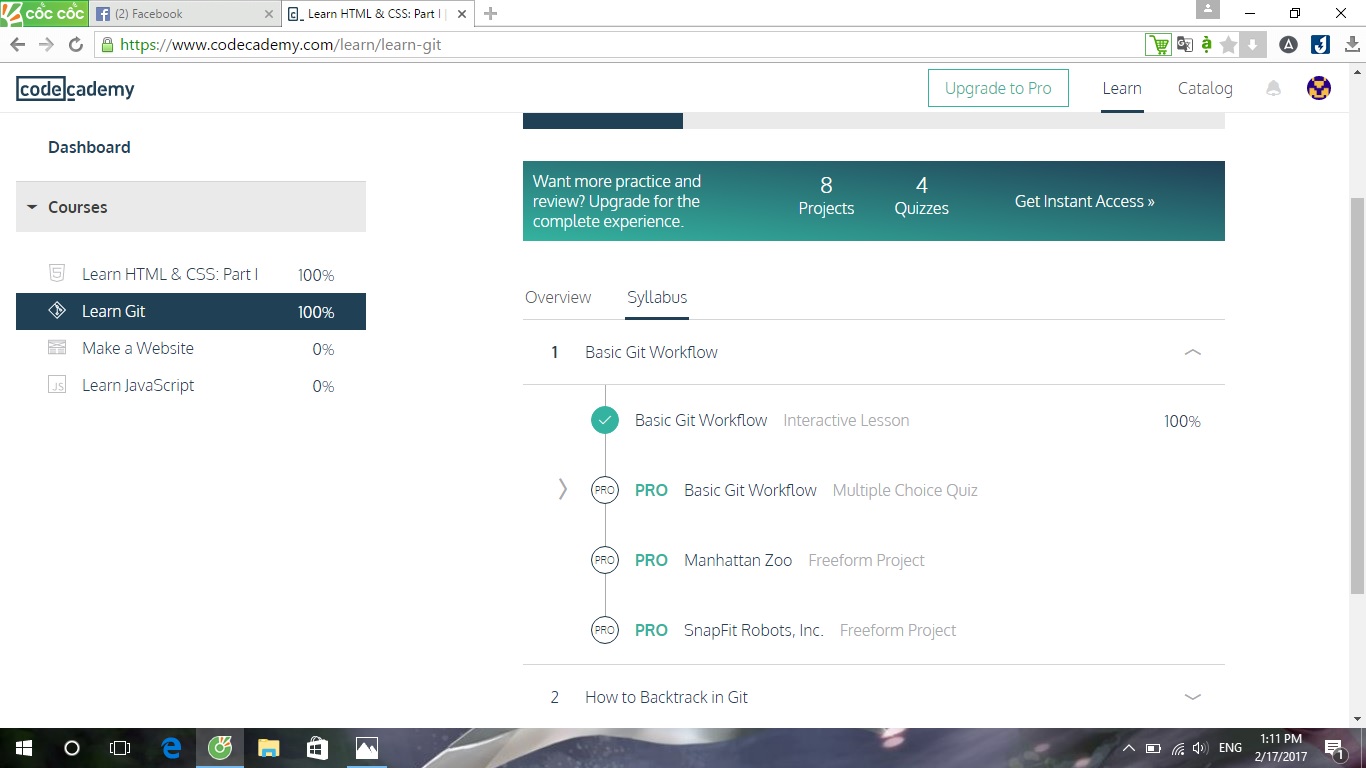 CỐC CỐC
(2) Facebook
Learn HTML & CSS: Part I
https://www.codecademy.com/learn/learn-git
codecademy
Upgrade to Pro
Learn
Catalog
Dashboard
Courses
Learn HTML & CSS: Part I 100%
Learn Git 100%
Make a Website 0%
JS Learn JavaScript 0%
Want more practice and
review? Upgrade for the
complete experience.
8
Projects
4
Quizzes
Get Instant Access »
Overview
Syllabus
1 Basic Git Workflow
Basic Git Workflow Interactive Lesson 100%
PRO PRO Basic Git Workflow Multiple Choice Quiz
PRO PRO Manhattan Zoo Freeform Project
PRO PRO SnapFit Robots, Inc. Freeform Project
2 How to Backtrack in Git
ENG
1:11 PM
2/17/2017
1